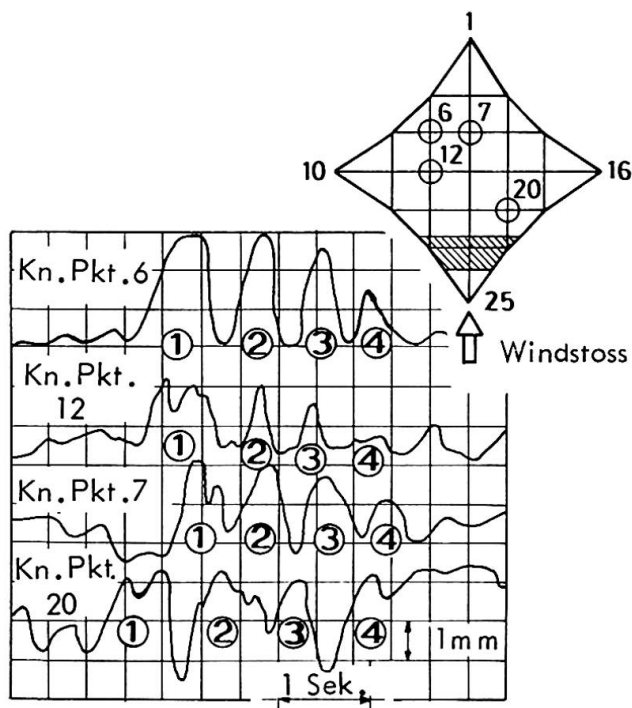 1
6 7
12
10 16
20
25
Windstoss
Kn.Pkt.6
① ② ③ ④
Kn.Pkt.
12
① ② ③ ④
Kn.Pkt.7
① ② ③ ④
Kn.Pkt.
20
① ② ③ ④
1mm
1 Sek.